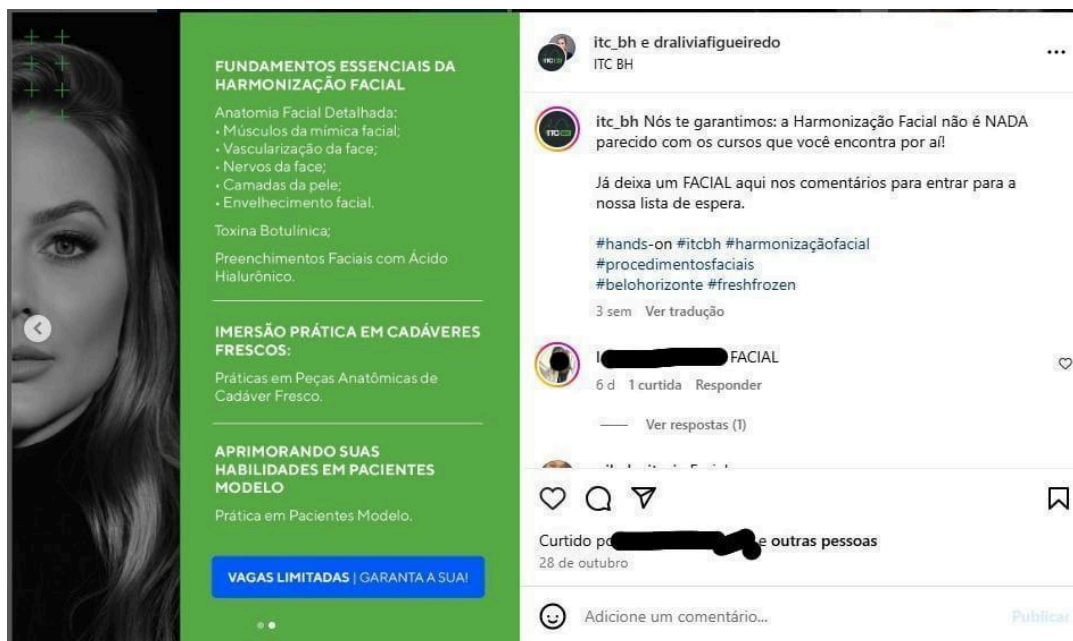 FUNDAMENTOS ESSENCIAIS DA
HARMONIZAÇÃO FACIAL
Anatomia Facial Detalhada:
• Músculos da mímica facial;
• Vascularização da face;
• Nervos da face;
• Camadas da pele;
• Envelhecimento facial.
Toxina Botulínica;
Preenchimentos Faciais com Ácido
Hialurônico.
IMERSÃO PRÁTICA EM CADÁVERES
FRESCOS:
Práticas em Peças Anatômicas de
Cadáver Fresco.
APRIMORANDO SUAS
HABILIDADES EM PACIENTES
MODELO
Prática em Pacientes Modelo.
VAGAS LIMITADAS | GARANTA A SUA!
itc_bh e draliviafigueiredo
ITC BH
itc_bh Nós te garantimos: a Harmonização Facial não é NADA
parecido com os cursos que você encontra por aí!
Já deixa um FACIAL aqui nos comentários para entrar para a
nossa lista de espera.
#hands-on #itcbh #harmonizaçãofacial
#procedimentosfaciais
#belohorizonte #freshfrozen
3 sem Ver tradução
FACIAL
6 d 1 curtida Responder
Ver respostas (1)
Curtido po e outras pessoas
28 de outubro
Adicione um comentário... Publicar